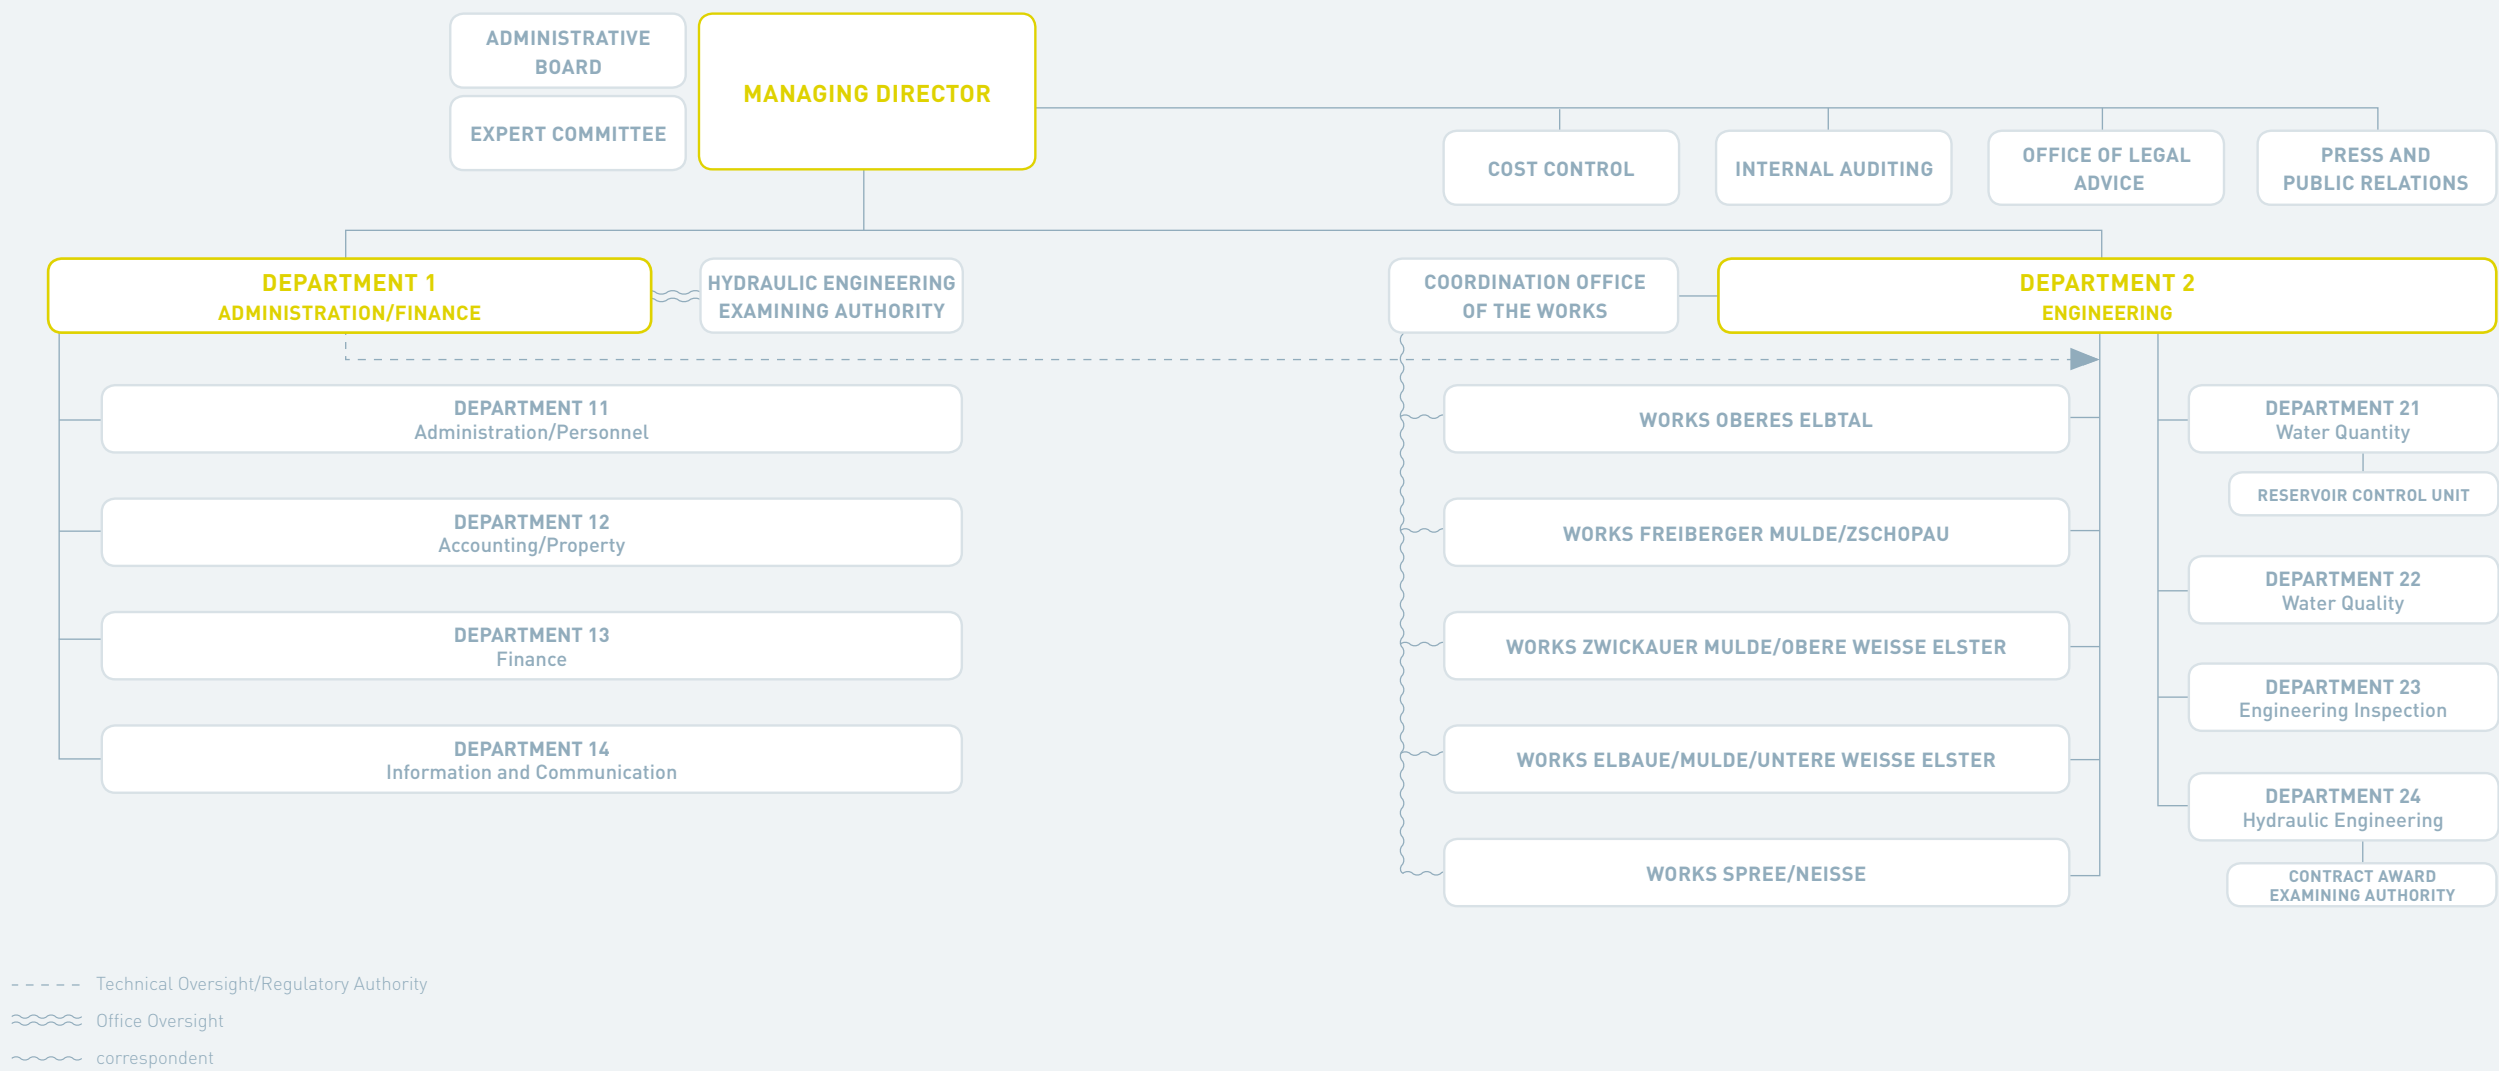 ADMINISTRATIVE
BOARD
EXPERT COMMITTEE
MANAGING DIRECTOR
COST CONTROL
INTERNAL AUDITING
OFFICE OF LEGAL
ADVICE
PRESS AND
PUBLIC RELATIONS
DEPARTMENT 1
ADMINISTRATION/FINANCE
HYDRAULIC ENGINEERING
EXAMINING AUTHORITY
COORDINATION OFFICE
OF THE WORKS
DEPARTMENT 2
ENGINEERING
DEPARTMENT 11
Administration/Personnel
DEPARTMENT 12
Accounting/Property
DEPARTMENT 13
Finance
DEPARTMENT 14
Information and Communication
WORKS OBERES ELBTAL
WORKS FREIBERGER MULDE/ZSCHOPAU
WORKS ZWICKAUER MULDE/OBERE WEISSE ELSTER
WORKS ELBAUE/MULDE/UNTERE WEISSE ELSTER
WORKS SPREE/NEISSE
DEPARTMENT 21
Water Quantity
RESERVOIR CONTROL UNIT
DEPARTMENT 22
Water Quality
DEPARTMENT 23
Engineering Inspection
DEPARTMENT 24
Hydraulic Engineering
CONTRACT AWARD
EXAMINING AUTHORITY
Technical Oversight/Regulatory Authority
Office Oversight
correspondent